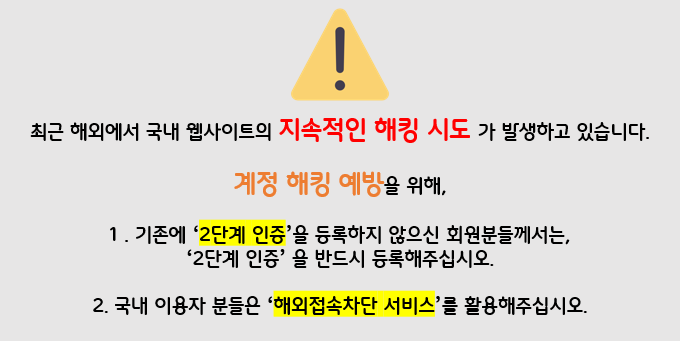 최근 해외에서 국내 웹사이트의 지속적인 해킹 시도 가 발생하고 있습니다.
계정 해킹 예방을 위해,
1 . 기존에 ‘2단계 인증’을 등록하지 않으신 회원분들께서는,
‘2단계 인증’ 을 반드시 등록해주십시오.
2. 국내 이용자 분들은 ‘해외접속차단 서비스’를 활용해주십시오.